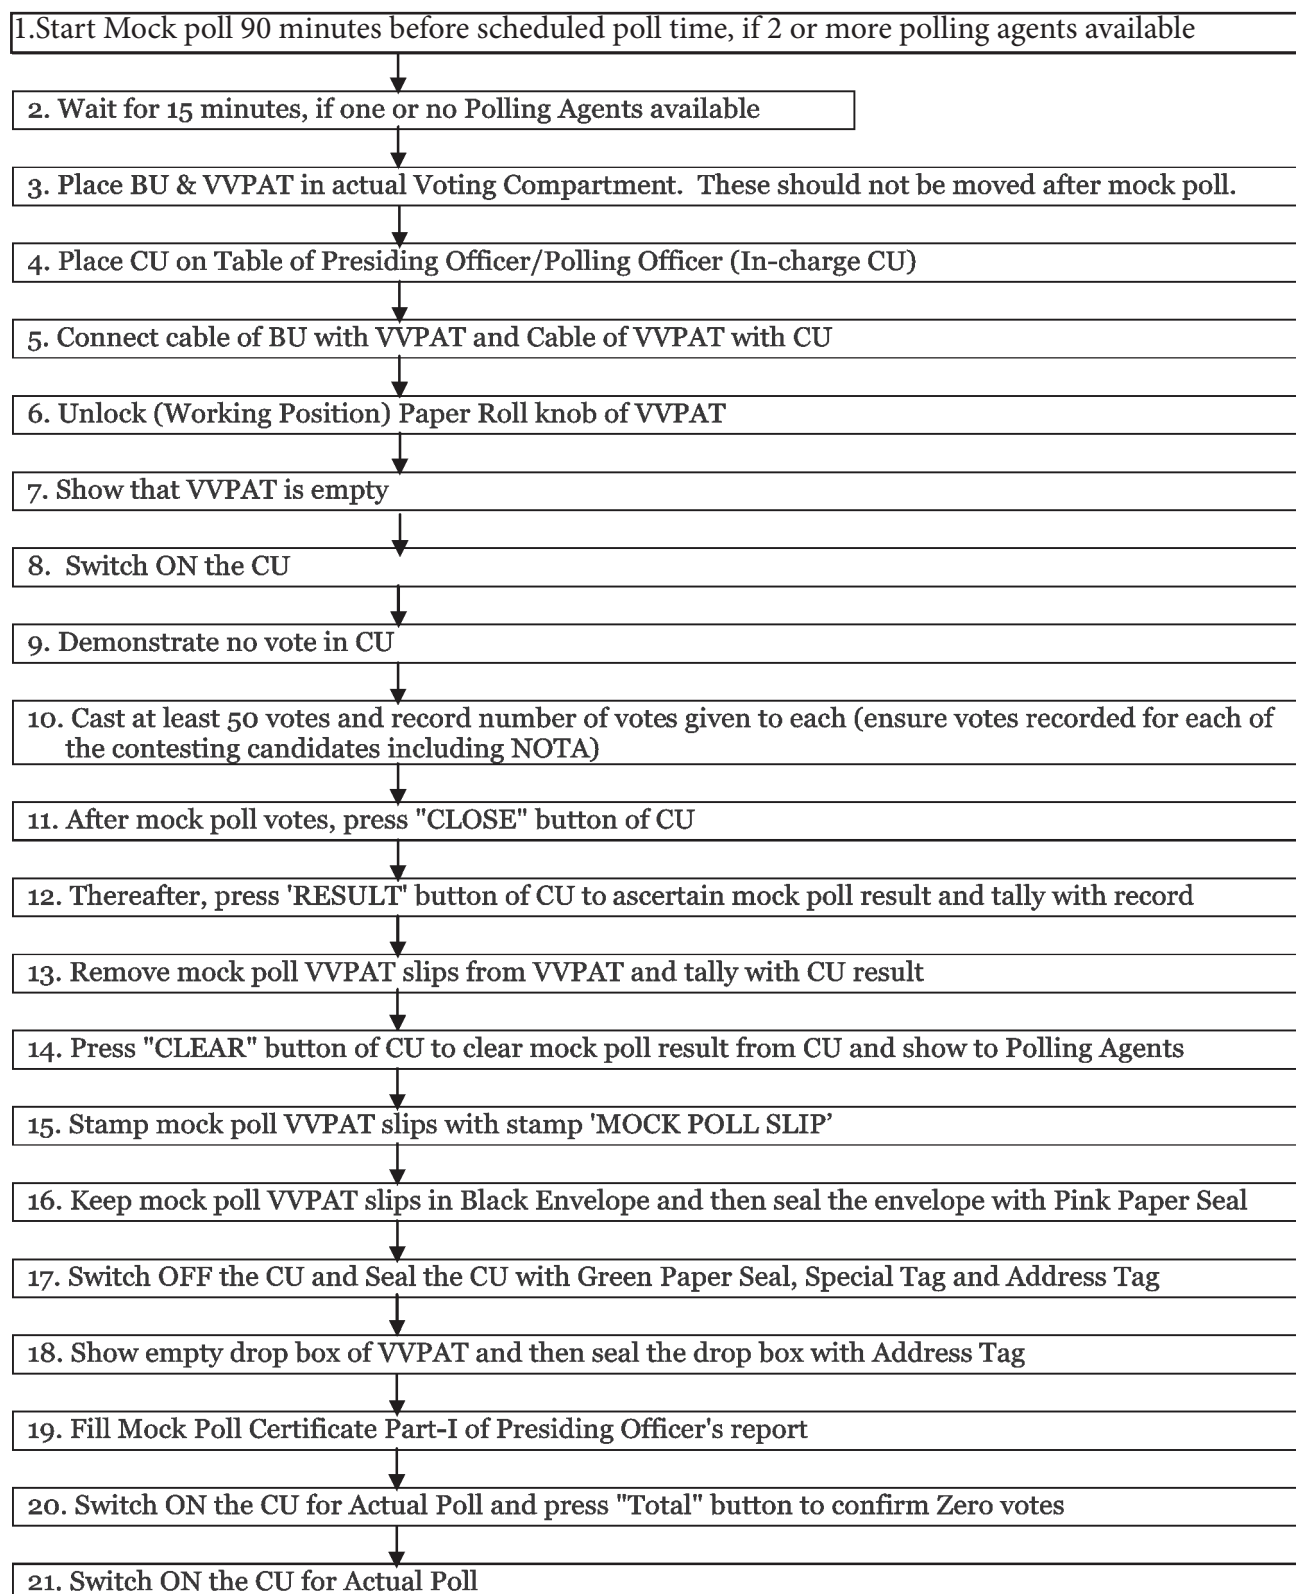 1.Start Mock poll 90 minutes before scheduled poll time, if 2 or more polling agents available
2. Wait for 15 minutes, if one or no Polling Agents available
3. Place BU & VVPAT in actual Voting Compartment. These should not be moved after mock poll.
4. Place CU on Table of Presiding Officer/Polling Officer (In-charge CU)
5. Connect cable of BU with VVPAT and Cable of VVPAT with CU
6. Unlock (Working Position) Paper Roll knob of VVPAT
7. Show that VVPAT is empty
8. Switch ON the CU
9. Demonstrate no vote in CU
10. Cast at least 50 votes and record number of votes given to each (ensure votes recorded for each of
the contesting candidates including NOTA)
11. After mock poll votes, press "CLOSE" button of CU
12. Thereafter, press 'RESULT' button of CU to ascertain mock poll result and tally with record
13. Remove mock poll VVPAT slips from VVPAT and tally with CU result
14. Press "CLEAR" button of CU to clear mock poll result from CU and show to Polling Agents
15. Stamp mock poll VVPAT slips with stamp 'MOCK POLL SLIP’
16. Keep mock poll VVPAT slips in Black Envelope and then seal the envelope with Pink Paper Seal
17. Switch OFF the CU and Seal the CU with Green Paper Seal, Special Tag and Address Tag
18. Show empty drop box of VVPAT and then seal the drop box with Address Tag
19. Fill Mock Poll Certificate Part-I of Presiding Officer's report
20. Switch ON the CU for Actual Poll and press "Total" button to confirm Zero votes
21. Switch ON the CU for Actual Poll